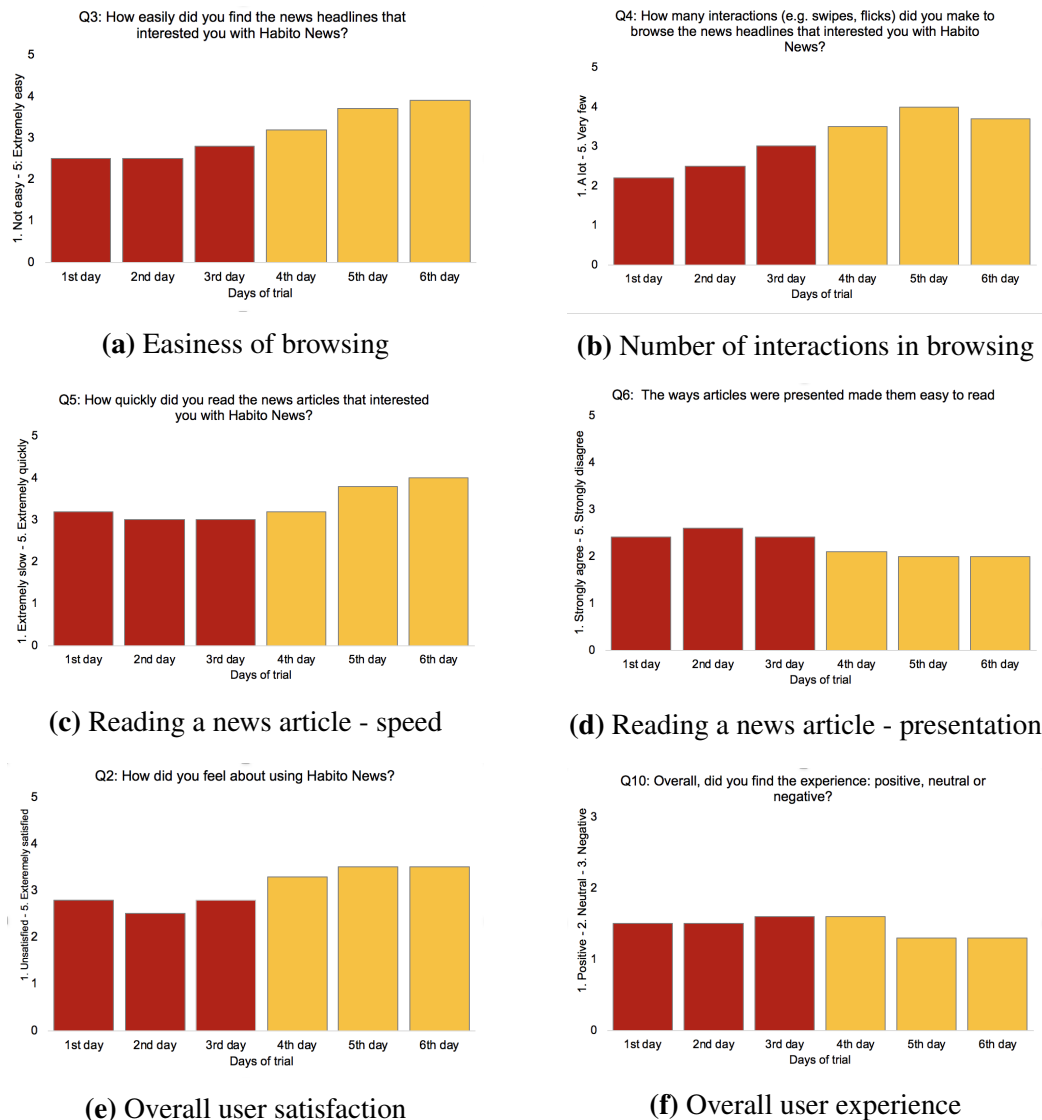 Q3: How easily did you find the news headlines that
interested you with Habito News?
1. Not easy - 5: Extremely easy
5
4
3
2
1
0
1st day 2nd day 3rd day 4th day 5th day 6th day
Days of trial
(a) Easiness of browsing
Q4: How many interactions (e.g. swipes, flicks) did you make to
browse the news headlines that interested you with Habito
News?
1. A lot - 5. Very few
5
4
3
2
1
0
1st day 2nd day 3rd day 4th day 5th day 6th day
Days of trial
(b) Number of interactions in browsing
Q5: How quickly did you read the news articles that interested
you with Habito News?
1. Extremely slow - 5. Extremely quickly
5
4
3
2
1
0
1st day 2nd day 3rd day 4th day 5th day 6th day
Days of trial
(c) Reading a news article - speed
Q6: The ways articles were presented made them easy to read
1. Strongly agree - 5. Strongly disagree
5
4
3
2
1
0
1st day 2nd day 3rd day 4th day 5th day 6th day
Days of trial
(d) Reading a news article - presentation
Q2: How did you feel about using Habito News?
1. Unsatisfied - 5. Exteremely satisfied
5
4
3
2
1
0
1st day 2nd day 3rd day 4th day 5th day 6th day
Days of trial
(e) Overall user satisfaction
Q10: Overall, did you find the experience: positive, neutral or
negative?
1. Positive - 2. Neutral - 3. Negative
3
2
1
0
1st day 2nd day 3rd day 4th day 5th day 6th day
Days of trial
(f) Overall user experience